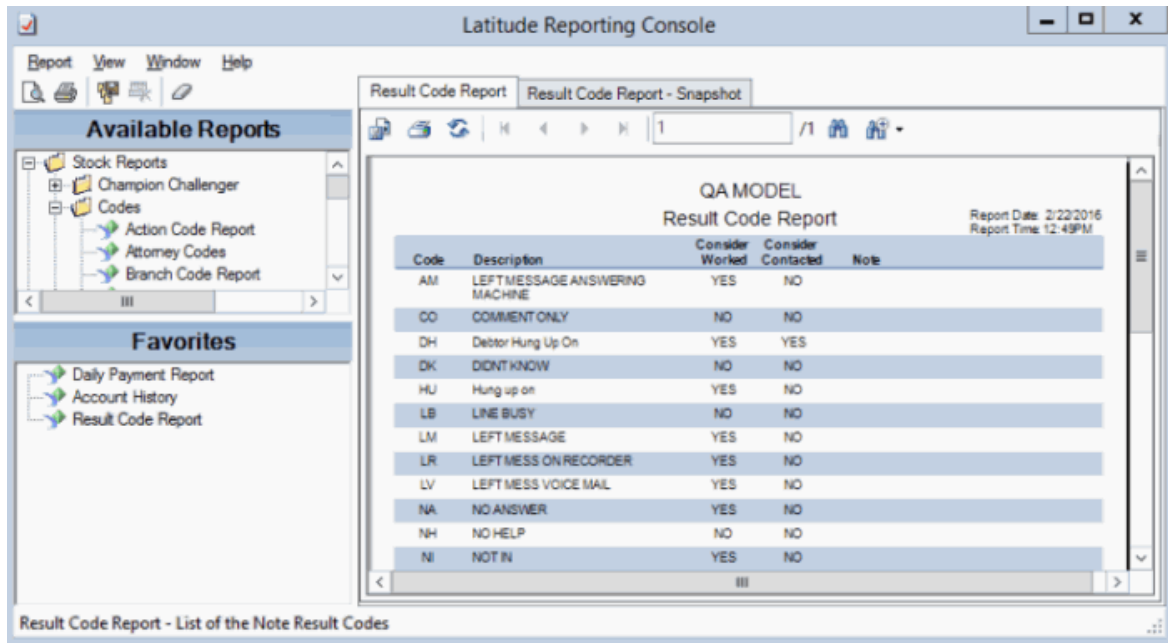 Latitude Reporting Console
Report View Window Help
Available Reports
Stock Reports
Champion Challenger
Codes
Action Code Report
Attorney Codes
Branch Code Report
Favorites
Daily Payment Report
Account History
Result Code Report
Result Code Report Result Code Report - Snapshot
1 /1
QA MODEL
Result Code Report
Report Date: 2/22/2016
Report Time: 12:49PM
Consider Consider
Code Description Worked Contacted Note
AM LEFT MESSAGE ANSWERING YES NO
MACHINE
CO COMMENT ONLY NO NO
DH Debtor Hung Up On YES YES
DK DIDNT KNOW NO NO
HU Hung up on YES NO
LB LINE BUSY NO NO
LM LEFT MESSAGE YES NO
LR LEFT MESS ON RECORDER YES NO
LV LEFT MESS VOICE MAIL YES NO
NA NO ANSWER YES NO
NH NO HELP NO NO
NI NOT IN YES NO
Result Code Report - List of the Note Result Codes